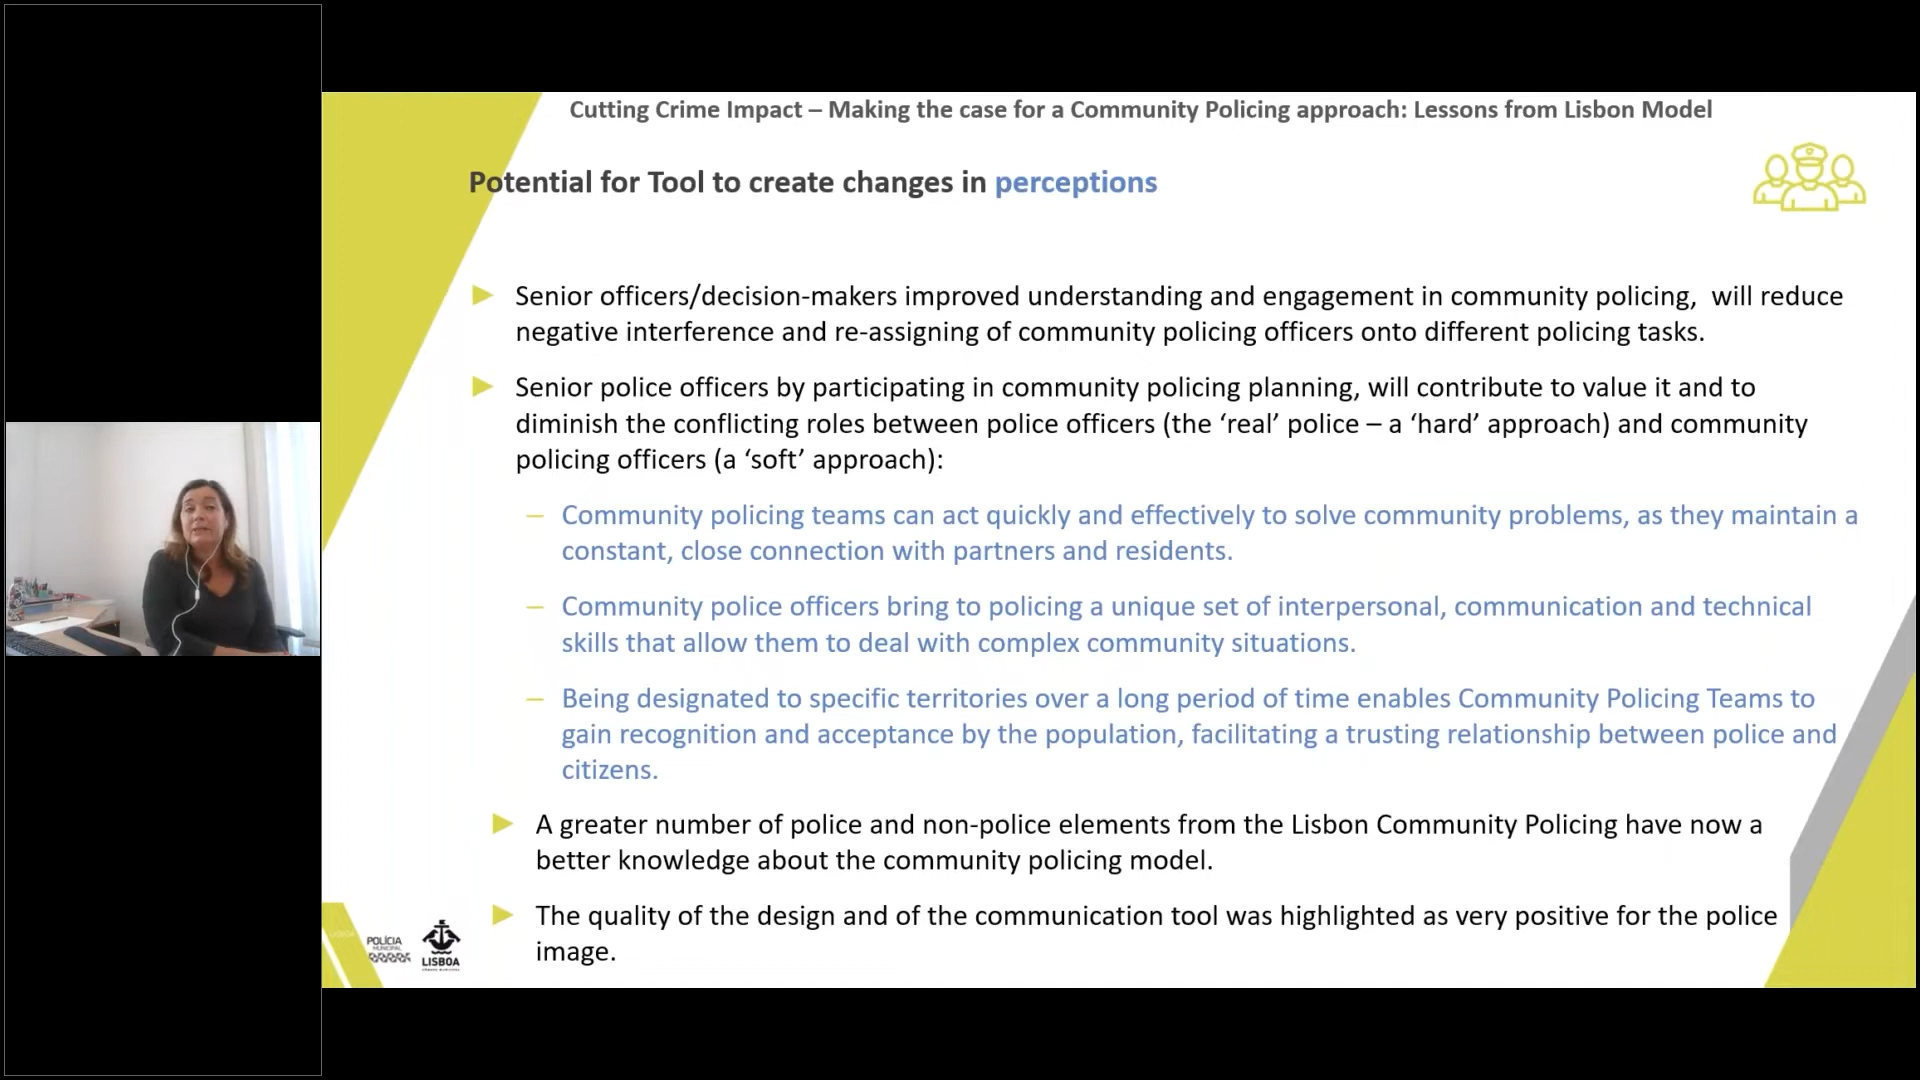 Cutting Crime Impact – Making the case for a Community Policing approach: Lessons from Lisbon Model
Potential for Tool to create changes in perceptions
Senior officers/decision-makers improved understanding and engagement in community policing, will reduce
negative interference and re-assigning of community policing officers onto different policing tasks.
Senior police officers by participating in community policing planning, will contribute to value it and to
diminish the conflicting roles between police officers (the ‘real’ police – a ‘hard’ approach) and community
policing officers (a ‘soft’ approach):
– Community policing teams can act quickly and effectively to solve community problems, as they maintain a
constant, close connection with partners and residents.
– Community police officers bring to policing a unique set of interpersonal, communication and technical
skills that allow them to deal with complex community situations.
– Being designated to specific territories over a long period of time enables Community Policing Teams to
gain recognition and acceptance by the population, facilitating a trusting relationship between police and
citizens.
A greater number of police and non-police elements from the Lisbon Community Policing have now a
better knowledge about the community policing model.
The quality of the design and of the communication tool was highlighted as very positive for the police
image.
POLÍCIA
MUNICIPAL
LISBOA